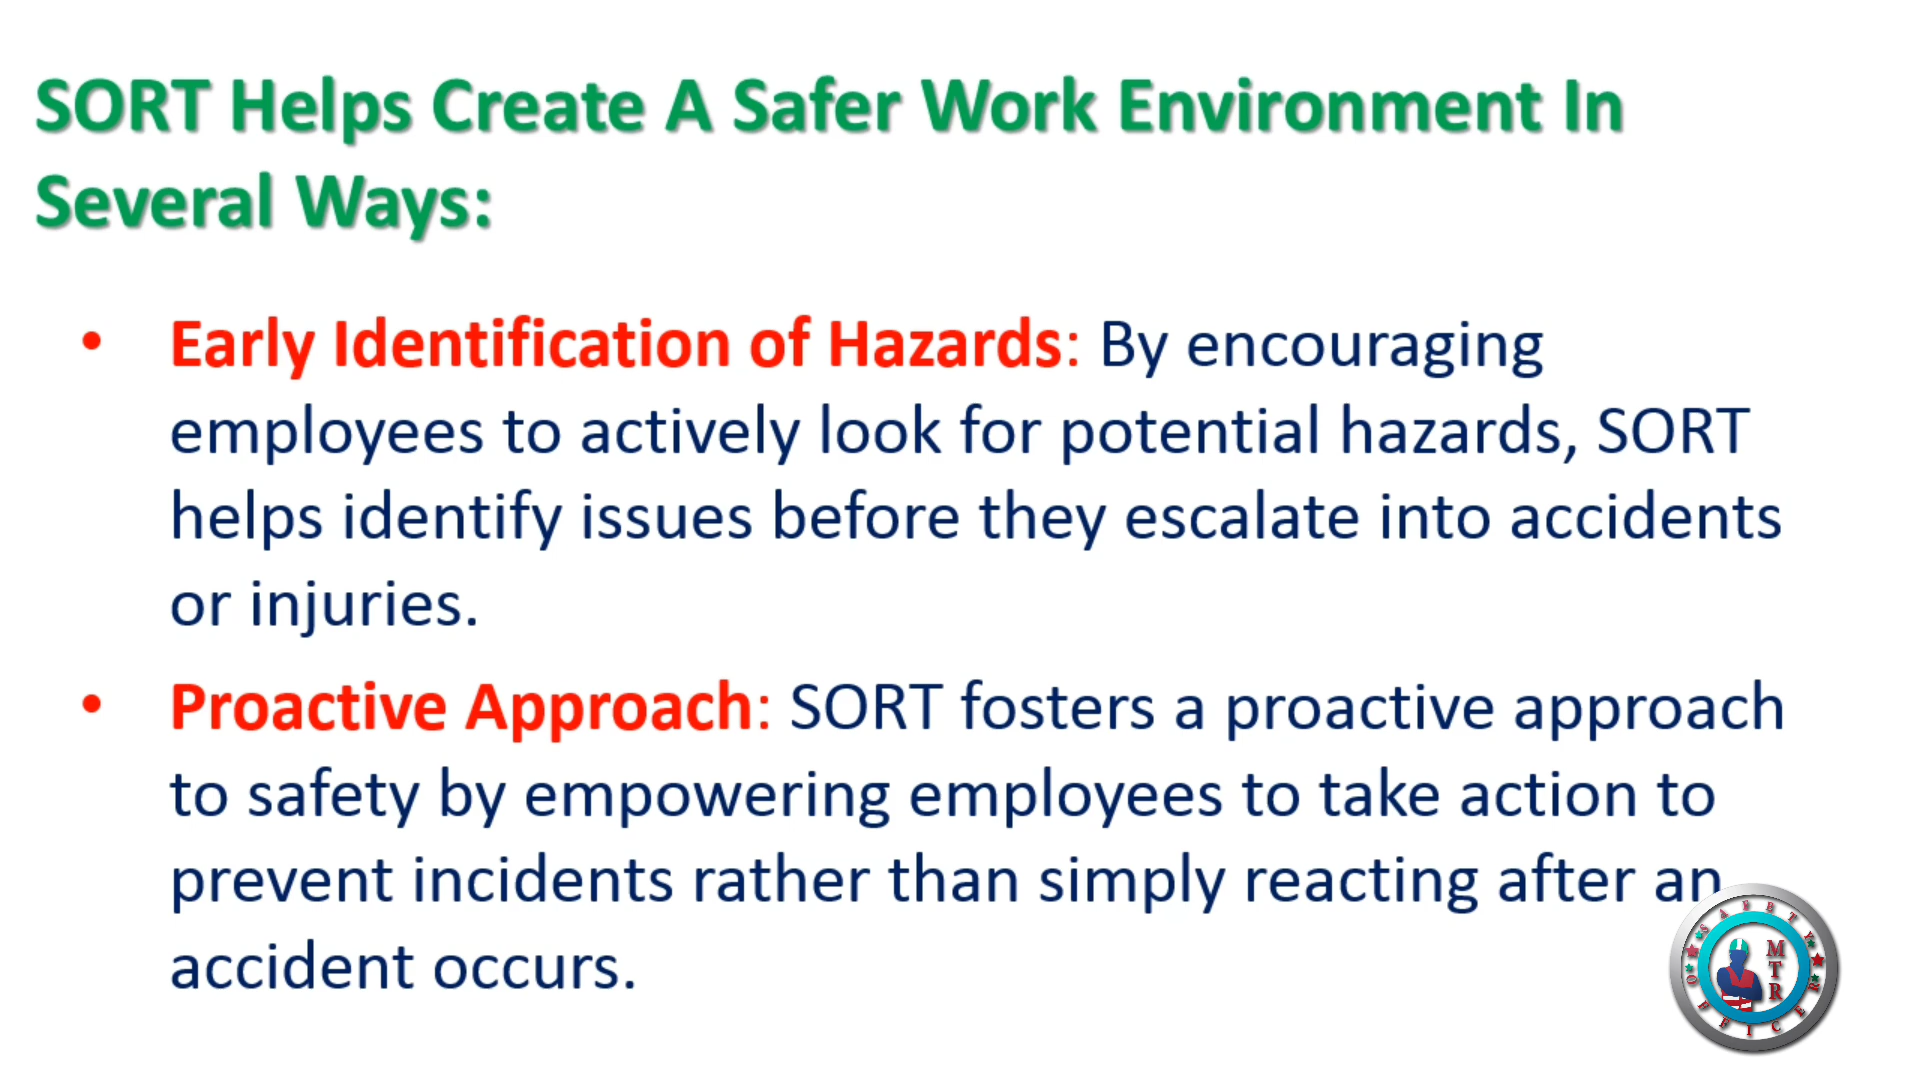 SORT Helps Create A Safer Work Environment In
Several Ways:
• Early Identification of Hazards: By encouraging
employees to actively look for potential hazards, SORT
helps identify issues before they escalate into accidents
or injuries.
• Proactive Approach: SORT fosters a proactive approach
to safety by empowering employees to take action to
prevent incidents rather than simply reacting after an
accident occurs.
SAFETY
MTR
OFFICER